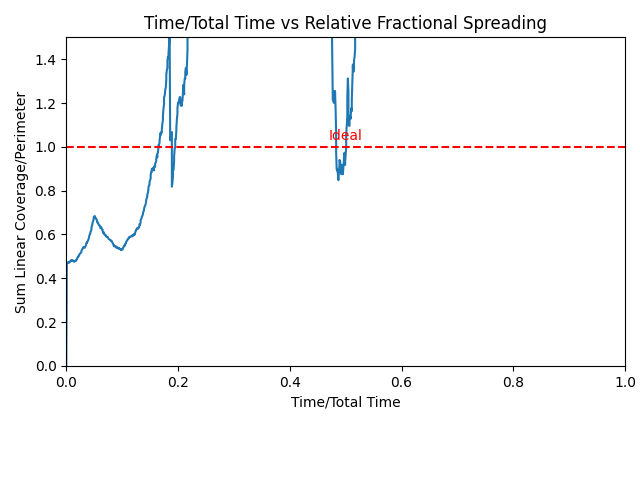 Time/Total Time vs Relative Fractional Spreading
Sum Linear Coverage/Perimeter
1.4
1.2
1.0
0.8
0.6
0.4
0.2
0.0
Ideal
0.0 0.2 0.4 0.6 0.8 1.0
Time/Total Time